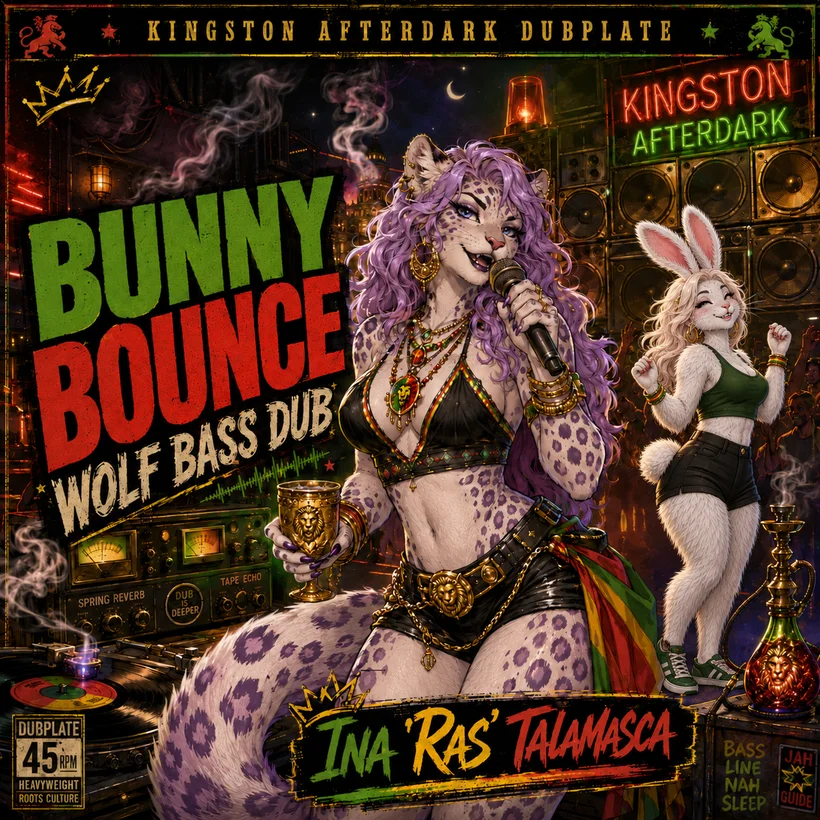 KINGSTON AFTERDARK DUBPLATE
KINGSTON
AFTERDARK
BUNNY
BOUNCE
WOLF BASS DUB
SPRING REVERB
DUB
IS
DEEPER
TAPE ECHO
DUBPLATE
45 RPM
HEAVYWEIGHT
ROOTS CULTURE
INA 'RAS' TALAMASCA
BASS
LINE
NAH
SLEEP
JAH
GUIDE